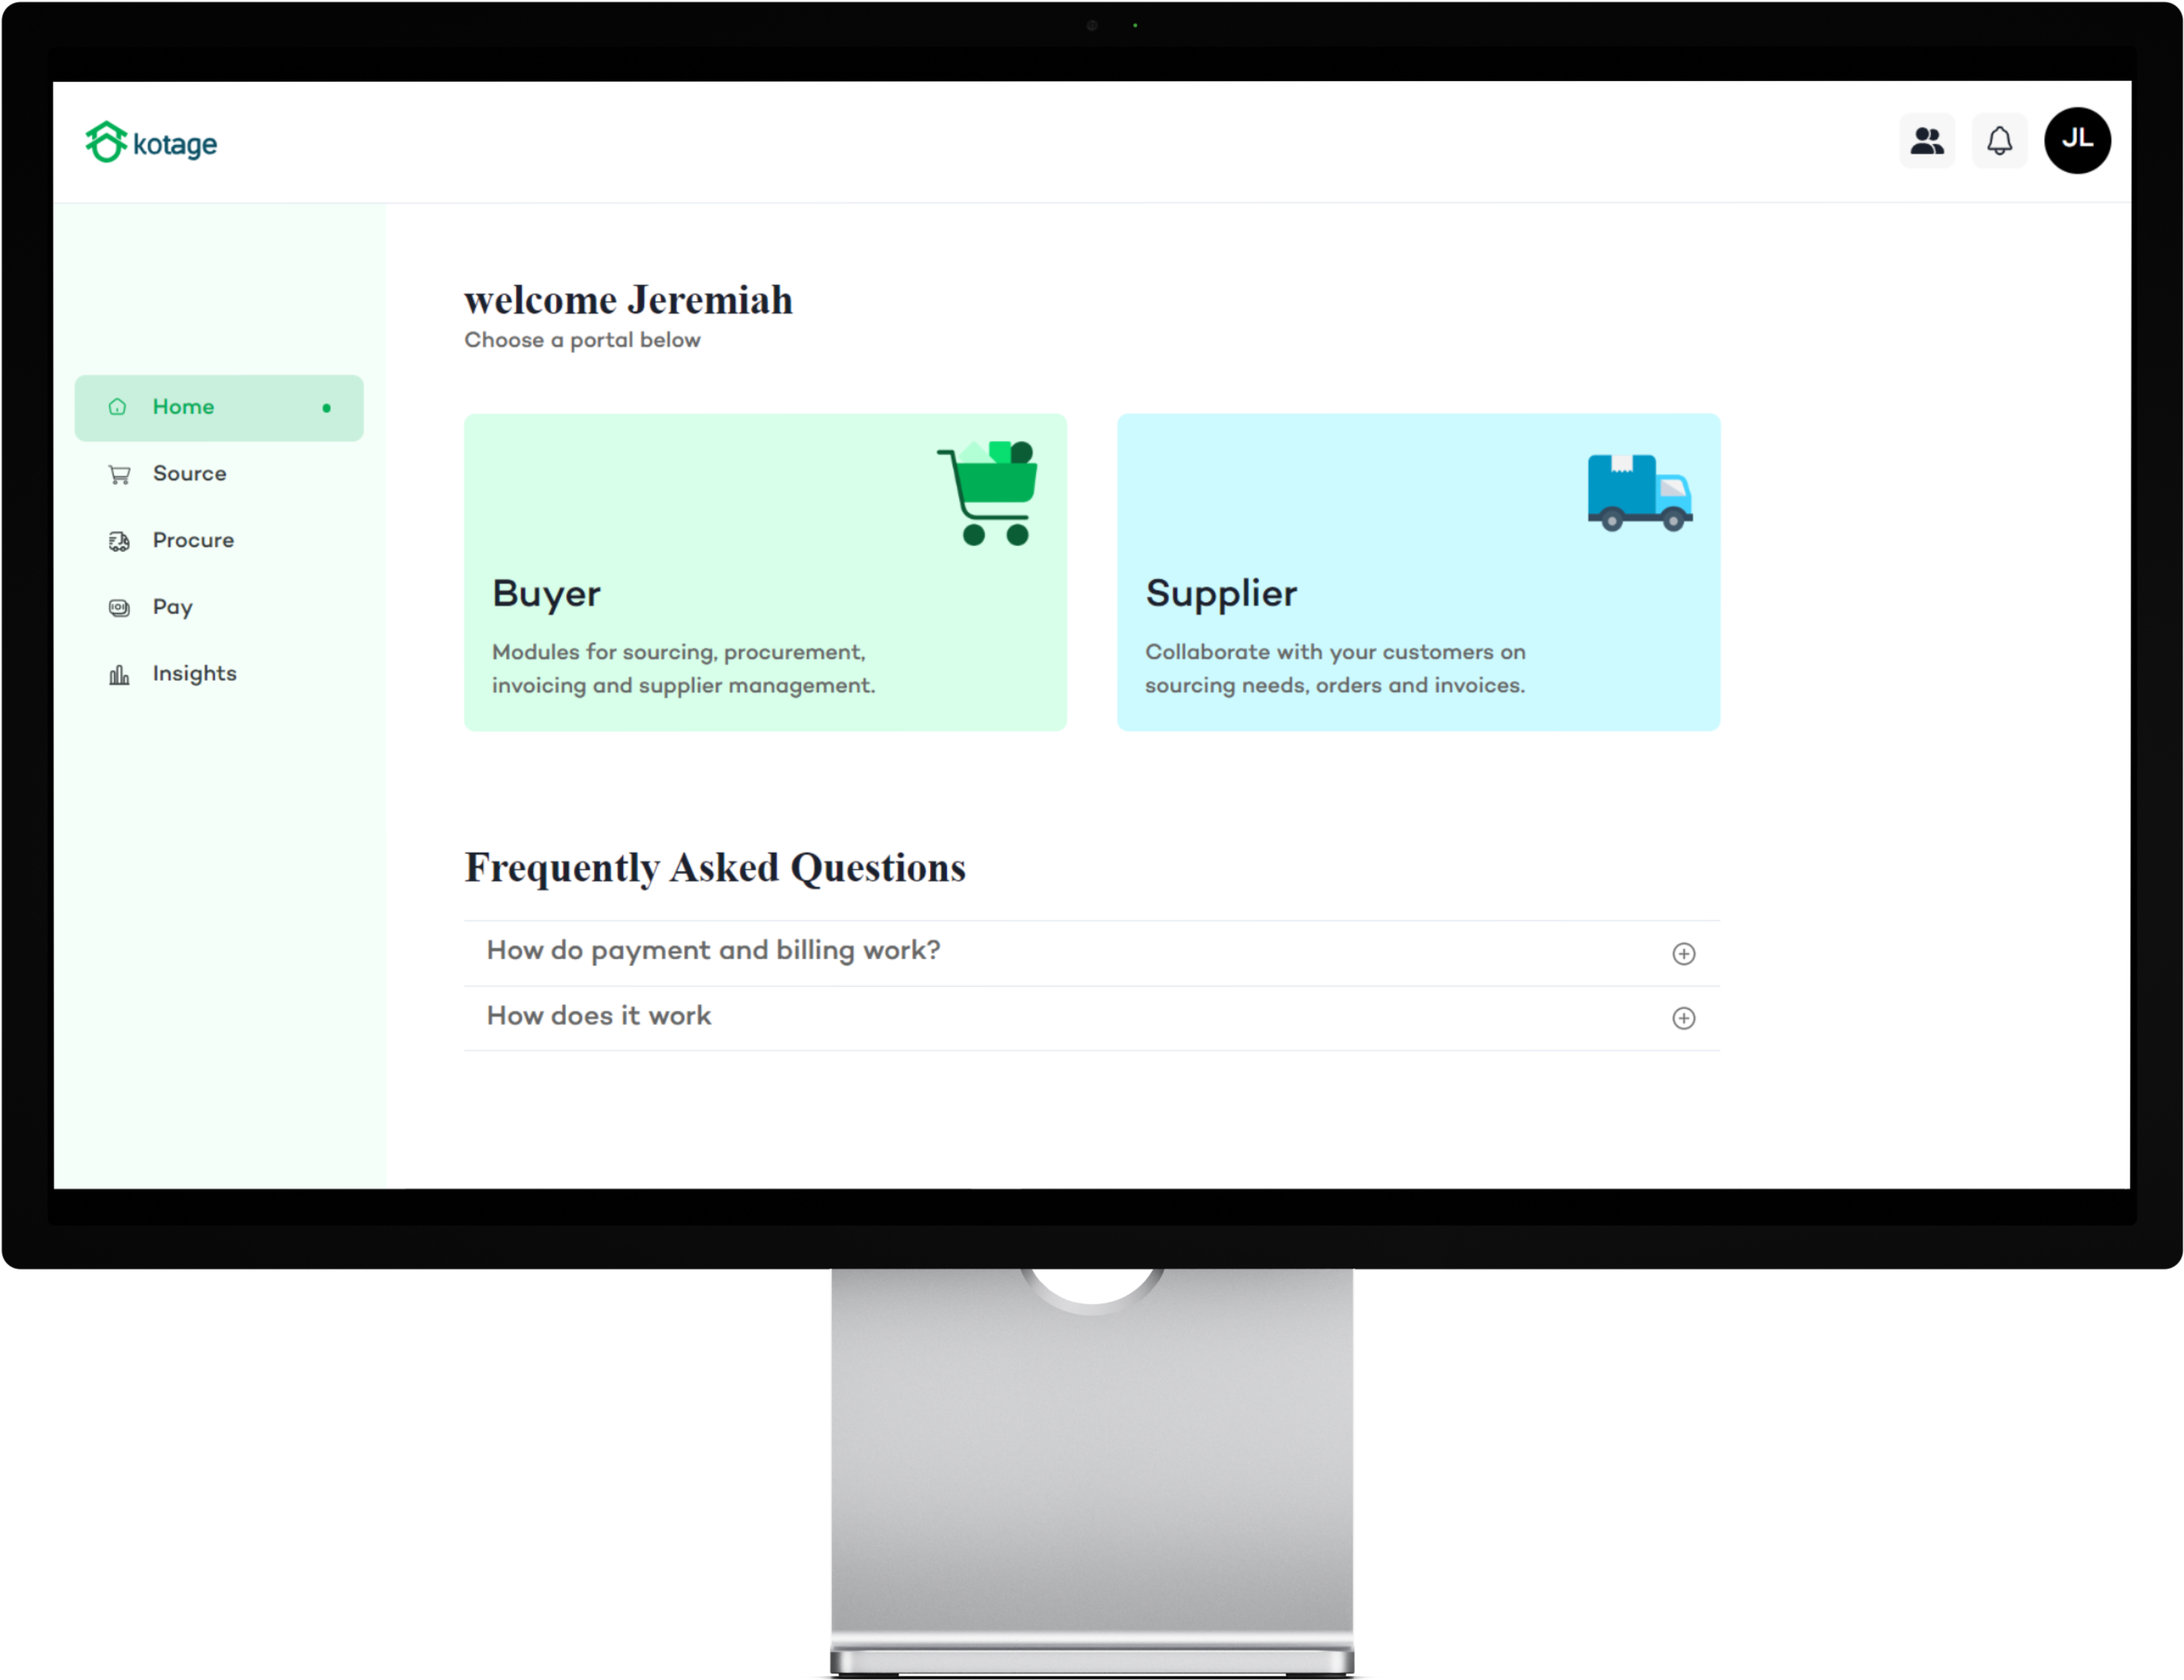 kotage
JL
Home
Source
Procure
Pay
Insights
welcome Jeremiah
Choose a portal below
Buyer
Modules for sourcing, procurement,
invoicing and supplier management.
Supplier
Collaborate with your customers on
sourcing needs, orders and invoices.
Frequently Asked Questions
How do payment and billing work?
How does it work